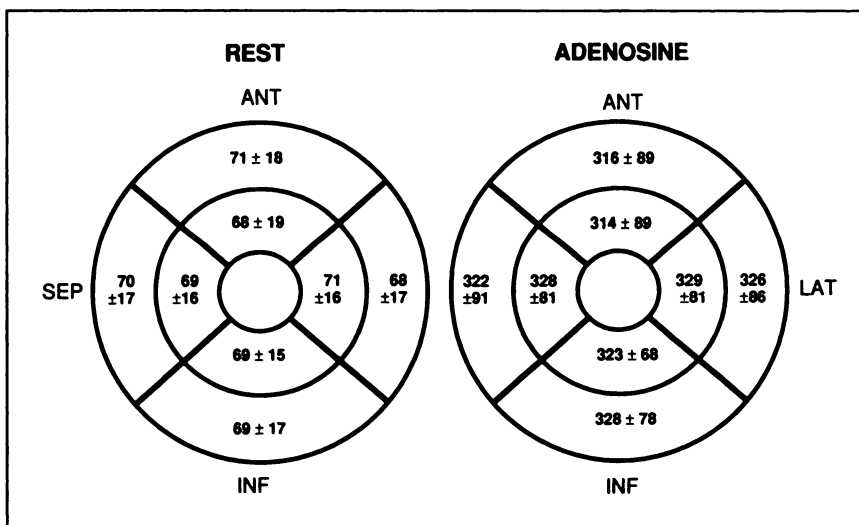 REST
ANT
71 ± 18
68 ± 19
SEP
70
±17
69
±16
71
±16
68
±17
69 ± 15
69 ± 17
INF
ADENOSINE
ANT
316 ± 89
314 ± 89
322
±91
328
±81
329
±81
326
±86
LAT
323 ± 68
328 ± 78
INF